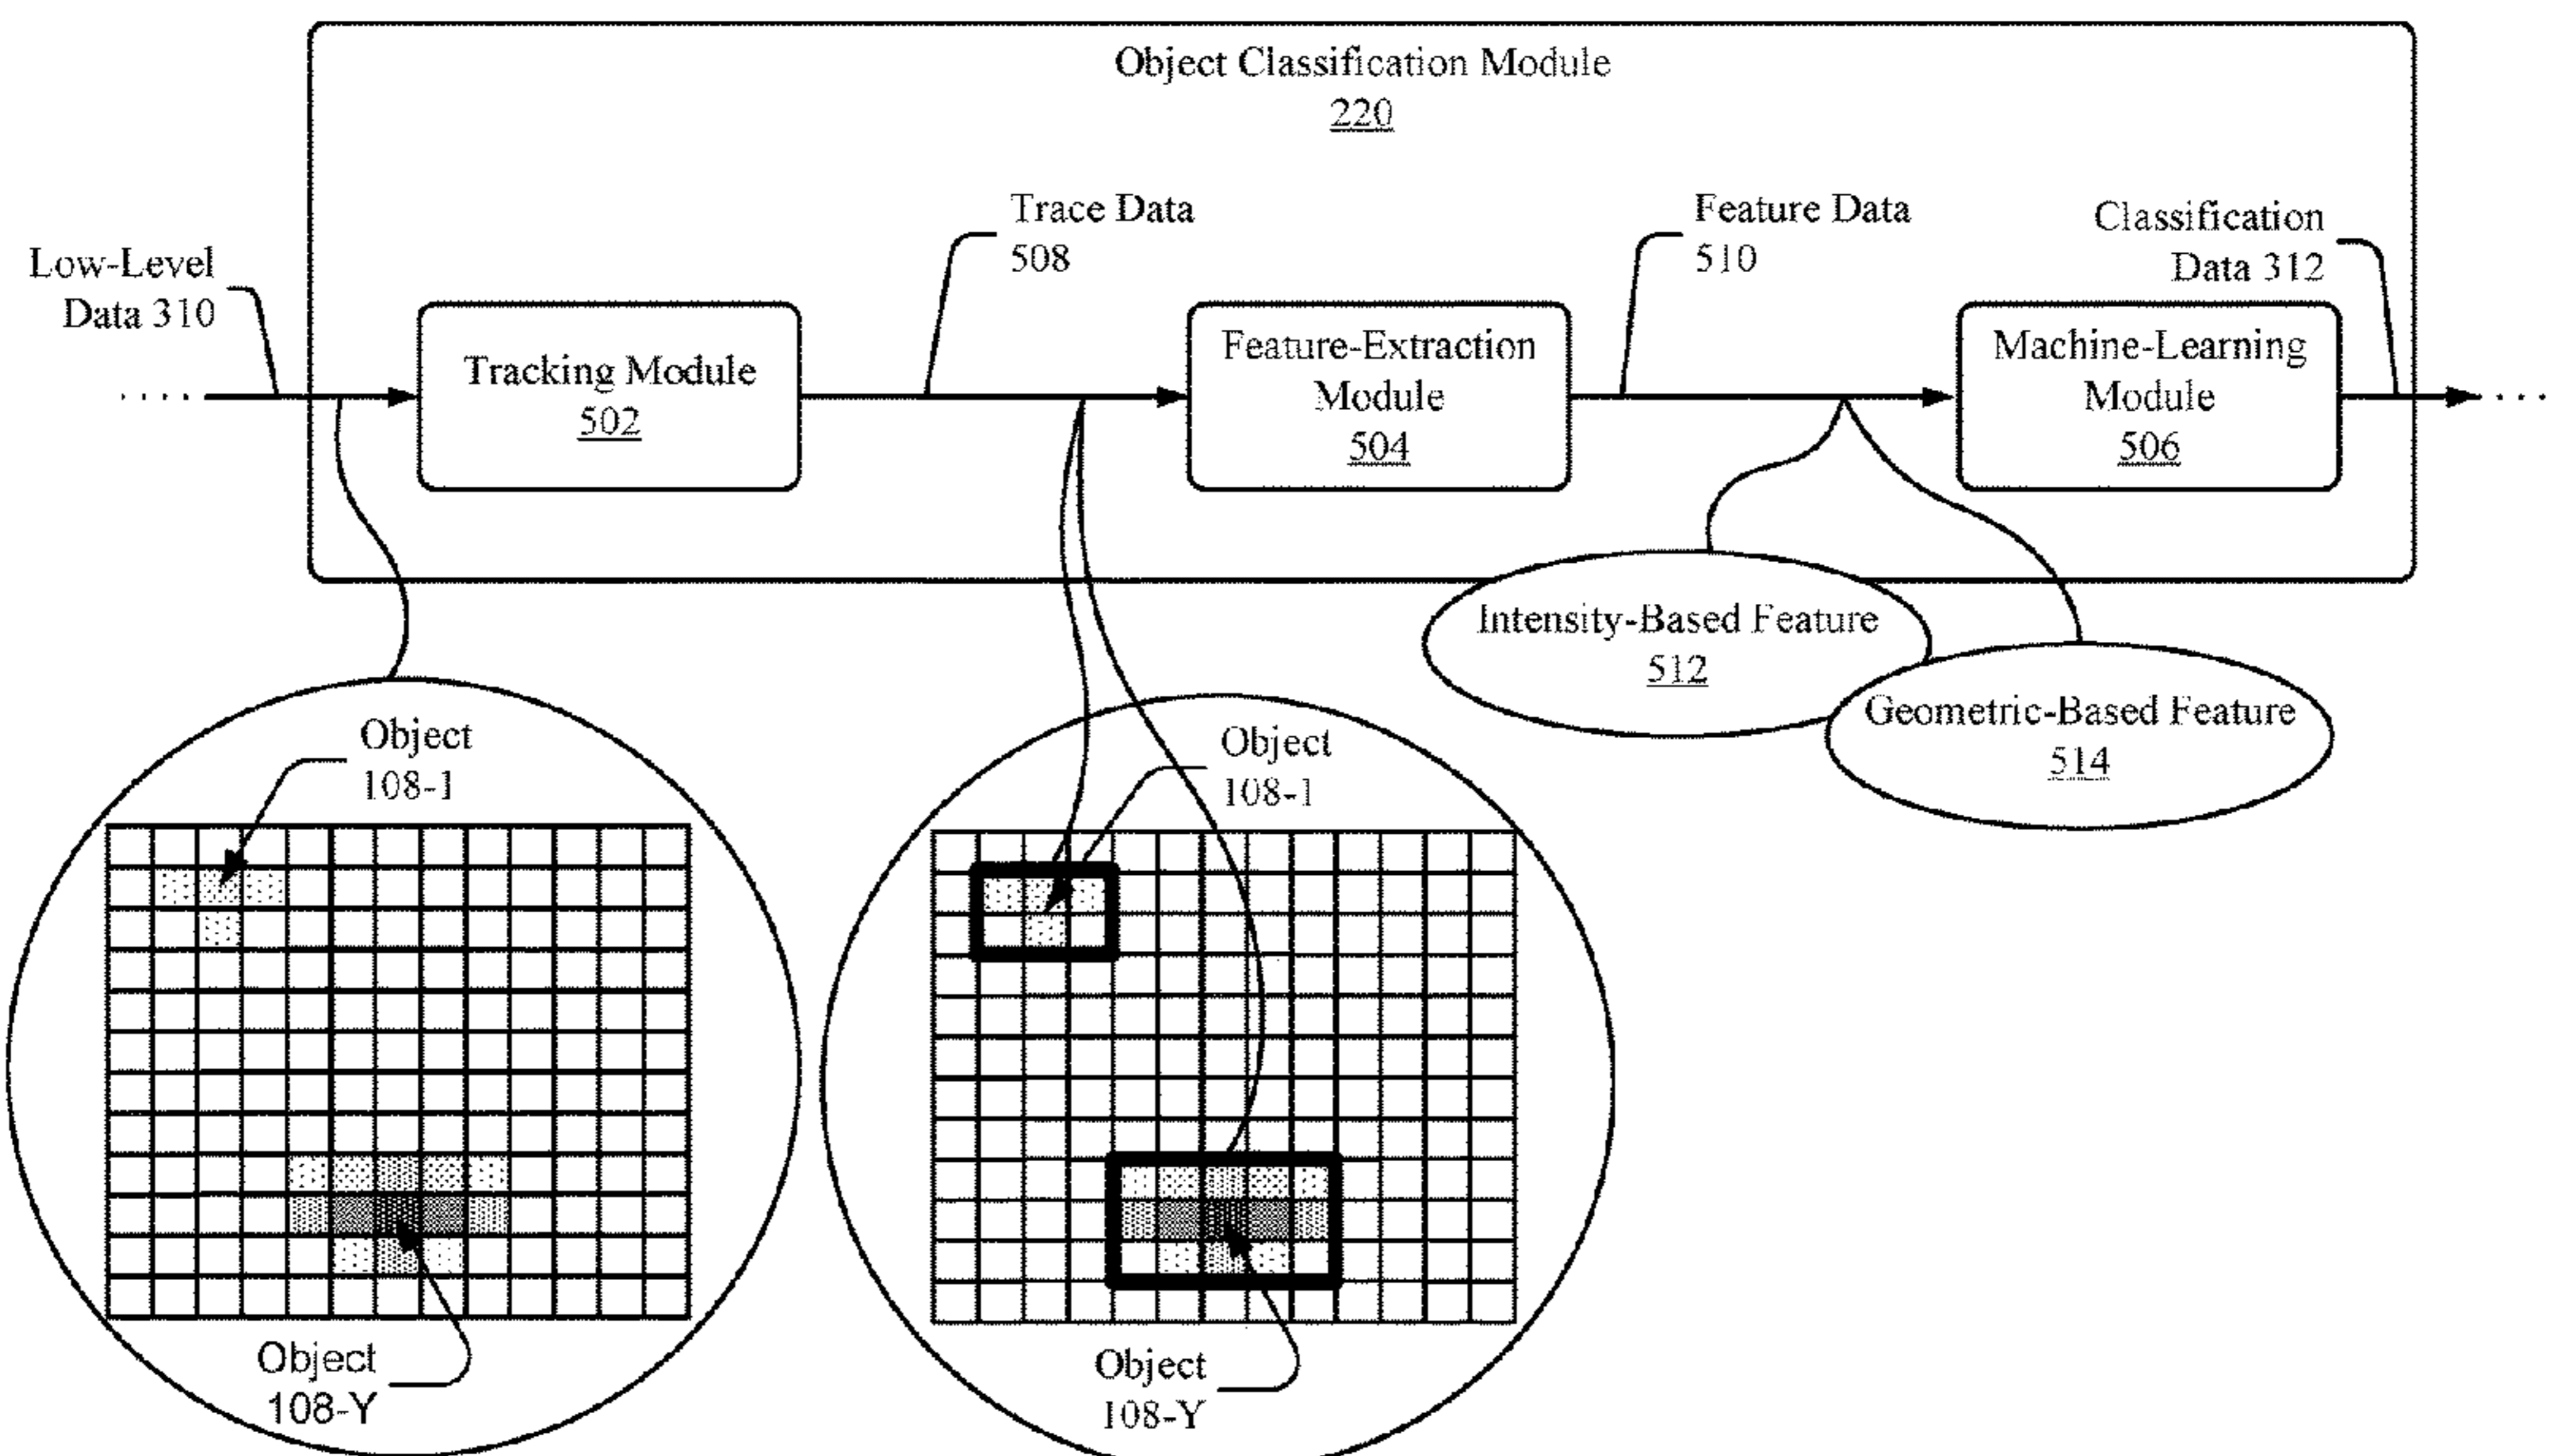 Object Classification Module
220
Low-Level
Data 310
Trace Data
508
Feature Data
510
Classification
Data 312
Tracking Module
502
Feature-Extraction
Module
504
Machine-Learning
Module
506
Intensity-Based Feature
512
Geometric-Based Feature
514
Object
108-1
Object
108-Y
Object
108-1
Object
108-Y